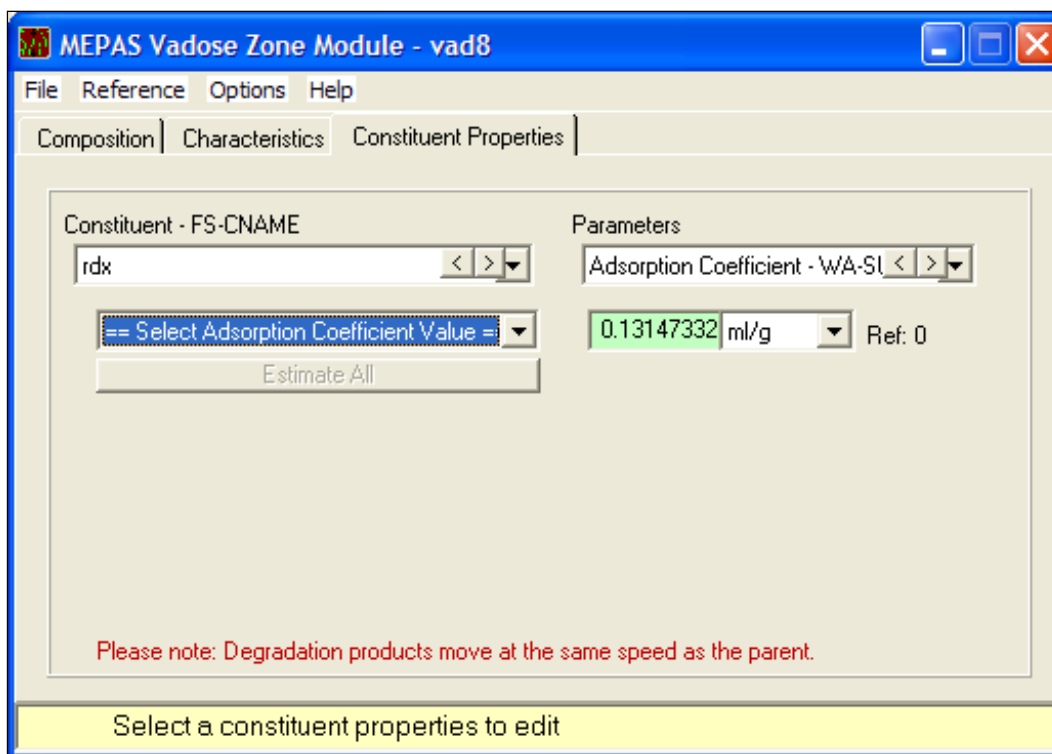 MEPAS Vadose Zone Module - vad8
File Reference Options Help
Composition Characteristics Constituent Properties
Constituent - FS-CNAME Parameters
rdx < > Adsorption Coefficient - WA-SU < >
== Select Adsorption Coefficient Value = 0.13147332 ml/g Ref: 0
Estimate All
Please note: Degradation products move at the same speed as the parent.
Select a constituent properties to edit